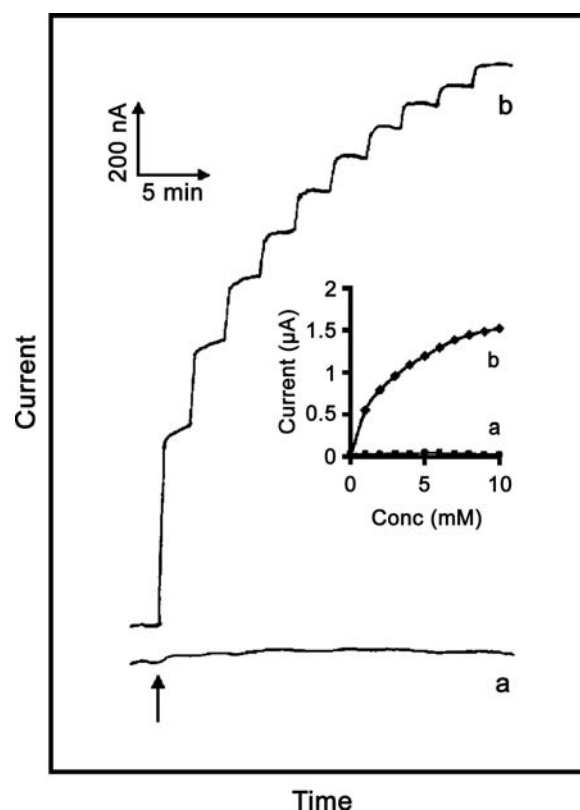 b
200 nA
5 min
Current
2
1.5
1
0.5
0
Current (µA)
b
a
0
5
10
Conc (mM)
a
Time